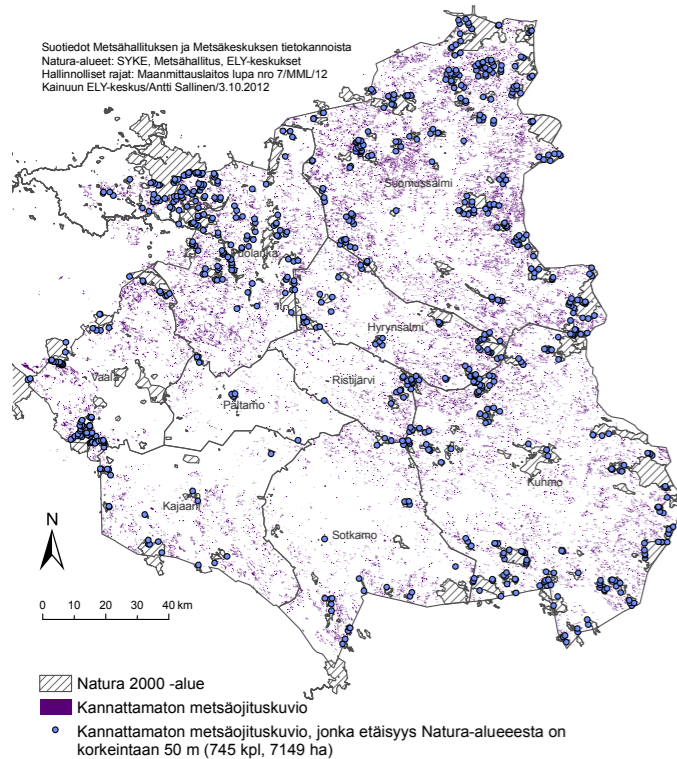 Suotiedot Metsähallituksen ja Metsäkeskuksen tietokannoista
Natura-alueet: SYKE, Metsähallitus, ELY-keskukset
Hallinnolliset rajat: Maanmittauslaitos lupa nro 7/MML/12
Kainuun ELY-keskus/Antti Sallinen/3.10.2012
Suomussalmi
Puolanka
Hyrynsalmi
Vaala
Ristijärvi
Paltamo
Kuhmo
Kajaani
Sotkamo
N
0 10 20 30 40 km
Natura 2000 -alue
Kannattamaton metsäojituskuvio
Kannattamaton metsäojituskuvio, jonka etäisyys Natura-alueeesta on
korkeintaan 50 m (745 kpl, 7149 ha)